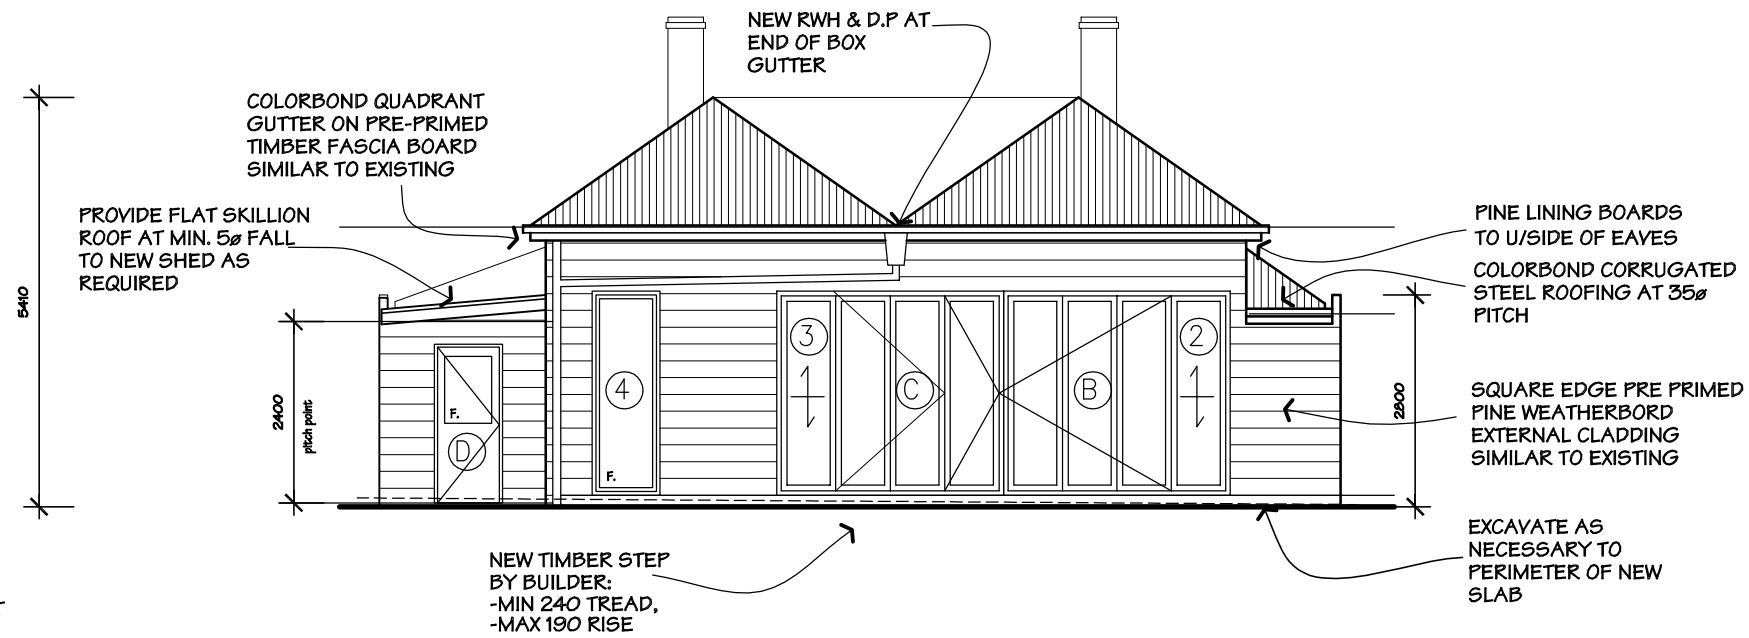 NEW RWH & D.P AT
END OF BOX
GUTTER
COLORBOND QUADRANT
GUTTER ON PRE-PRIMED
TIMBER FASCIA BOARD
SIMILAR TO EXISTING
PROVIDE FLAT SKILLION
ROOF AT MIN. 5ø FALL
TO NEW SHED AS
REQUIRED
PINE LINING BOARDS
TO U/SIDE OF EAVES
COLORBOND CORRUGATED
STEEL ROOFING AT 35ø
PITCH
5410
2400
pitch point
F.
D
4
F.
3
C
B
2
2800
SQUARE EDGE PRE PRIMED
PINE WEATHERBORD
EXTERNAL CLADDING
SIMILAR TO EXISTING
EXCAVATE AS
NECESSARY TO
PERIMETER OF NEW
SLAB
NEW TIMBER STEP
BY BUILDER:
-MIN 240 TREAD,
-MAX 190 RISE